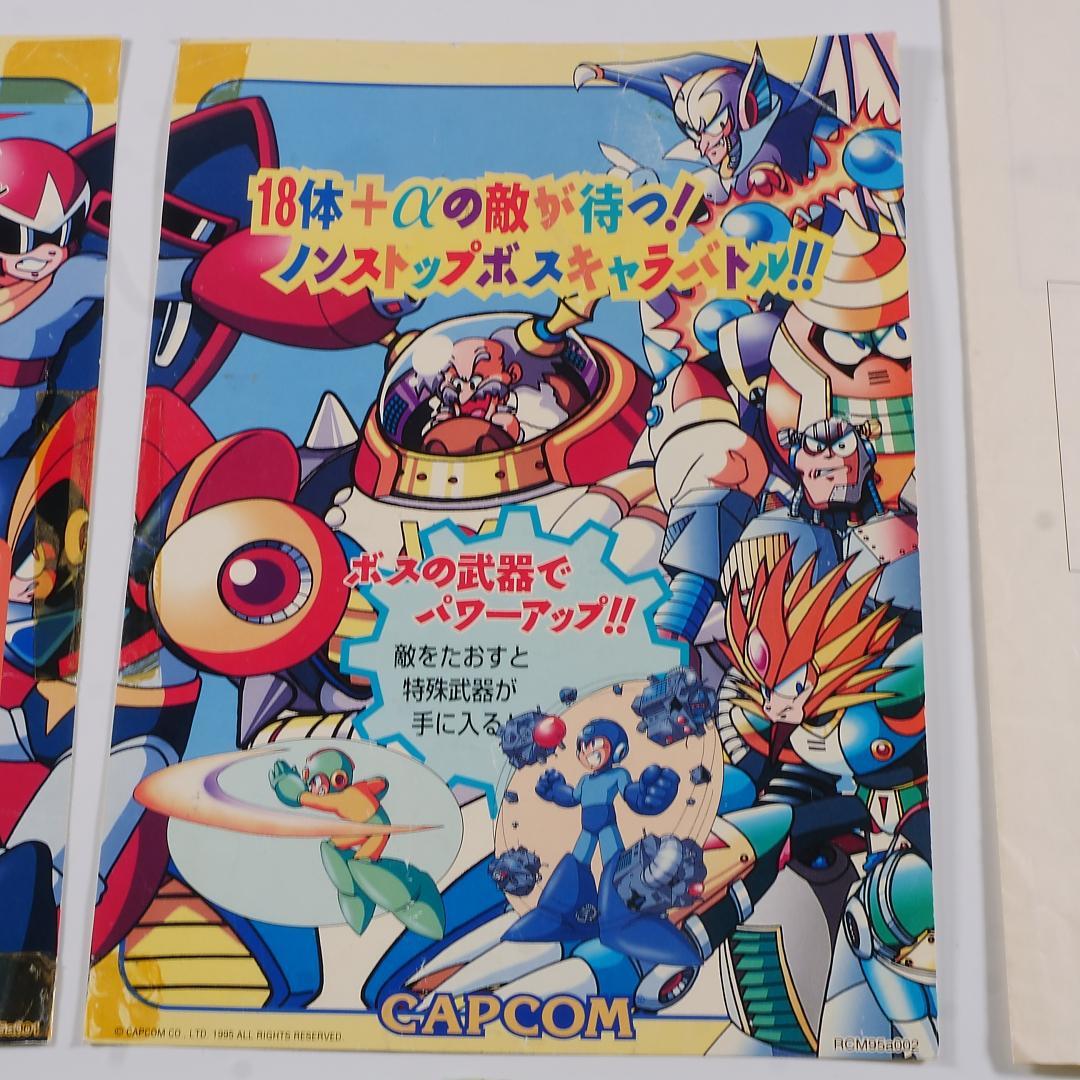 18体+αの敵が待つ!
ノンストップボスキャラバトル!!
ボスの武器で
パワーアップ!!
敵をたおすと
特殊武器が
手に入る!
CAPCOM
© CAPCOM CO., LTD. 1995 ALL RIGHTS RESERVED.
RCM95a002